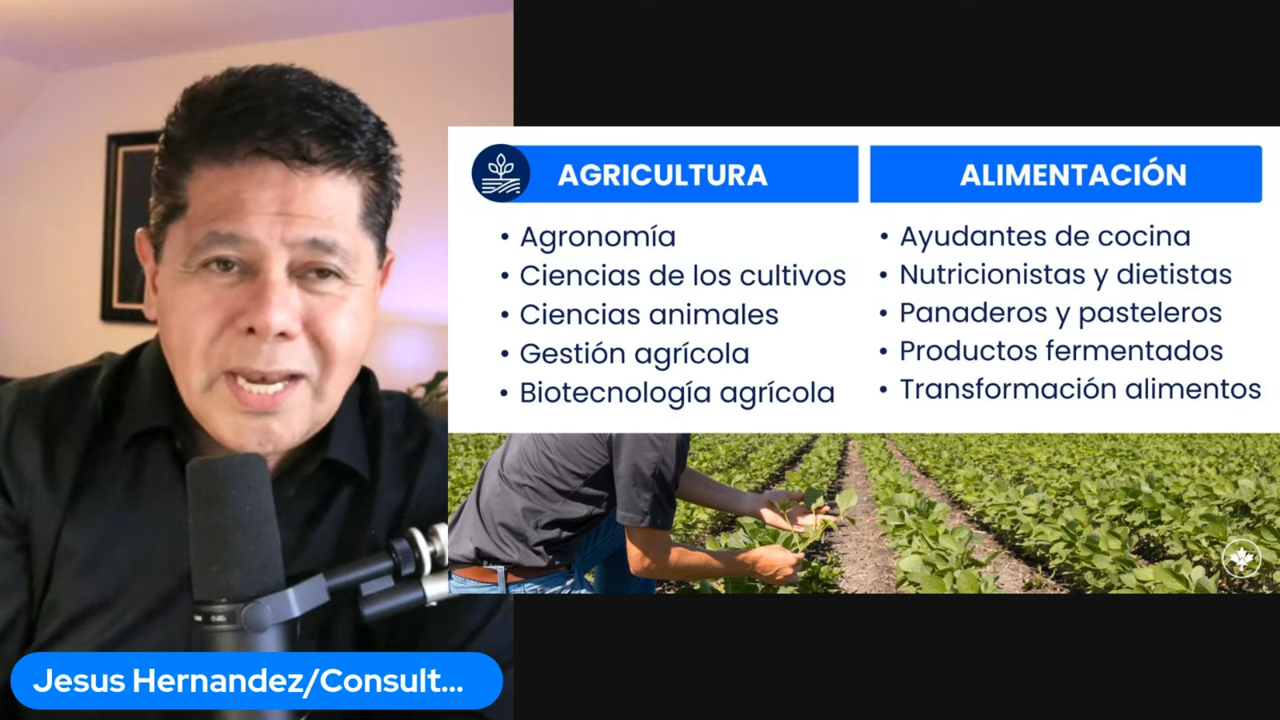 AGRICULTURA
• Agronomía
• Ciencias de los cultivos
• Ciencias animales
• Gestión agrícola
• Biotecnología agrícola
ALIMENTACIÓN
• Ayudantes de cocina
• Nutricionistas y dietistas
• Panaderos y pasteleros
• Productos fermentados
• Transformación alimentos
Jesus Hernandez/Consult...